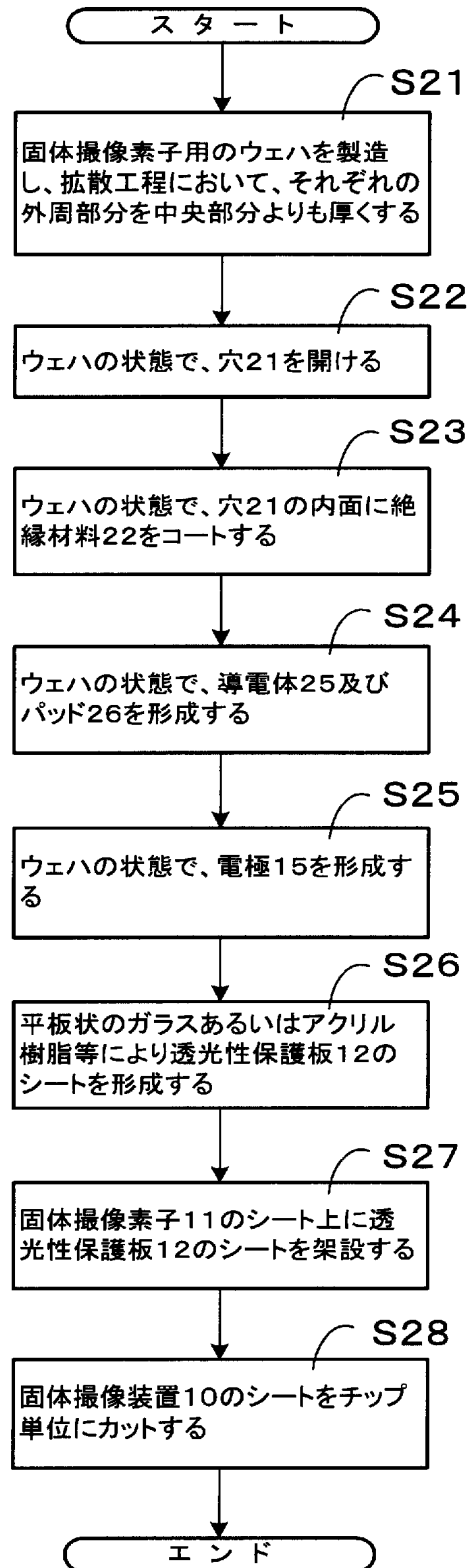 スタート
S21
固体撮像素子用のウェハを製造
し、拡散工程において、それぞれの
外周部分を中央部分よりも厚くする
S22
ウェハの状態で、穴21を開ける
S23
ウェハの状態で、穴21の内面に絶
縁材料22をコートする
S24
ウェハの状態で、導電体25及び
パッド26を形成する
S25
ウェハの状態で、電極15を形成す
る
S26
平板状のガラスあるいはアクリル
樹脂等により透光性保護板12の
シートを形成する
S27
固体撮像素子11のシート上に透
光性保護板12のシートを架設する
S28
固体撮像装置10のシートをチップ
単位にカットする
エンド